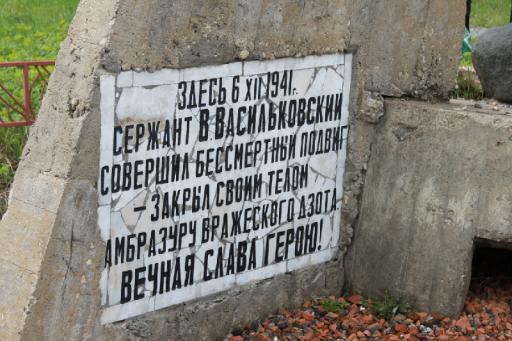 ЗДЕСЬ 6 XII 1941г.
СЕРЖАНТ В ВАСИЛЬКОВСКИЙ
СОВЕРШИЛ БЕССМЕРТНЫЙ ПОДВИГ
– ЗАКРЫЛ СВОИМ ТЕЛОМ
АМБРАЗУРУ ВРАЖЕСКОГО ДЗОТА
ВЕЧНАЯ СЛАВА ГЕРОЮ!